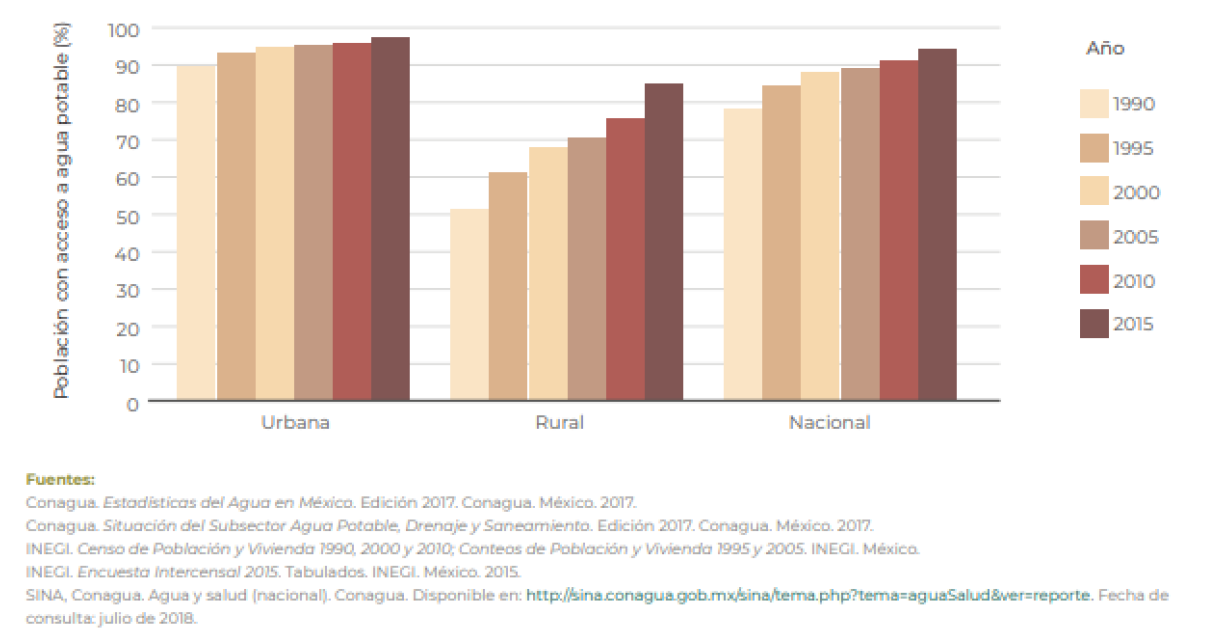 Población con acceso a agua potable (%)
100
90
80
70
60
50
40
30
20
10
0
Urbana
Rural
Nacional
Año
1990
1995
2000
2005
2010
2015
Fuentes:
Conagua. Estadísticas del Agua en México. Edición 2017. Conagua. México. 2017.
Conagua. Situación del Subsector Agua Potable, Drenaje y Saneamiento. Edición 2017. Conagua. México. 2017.
INEGI. Censo de Población y Vivienda 1990, 2000 y 2010; Conteos de Población y Vivienda 1995 y 2005. INEGI. México.
INEGI. Encuesta Intercensal 2015. Tabulados. INEGI. México. 2015.
SINA, Conagua. Agua y salud (nacional). Conagua. Disponible en: http://sina.conagua.gob.mx/sina/tema.php?tema=aguaSalud&ver=reporte. Fecha de
consulta: julio de 2018.